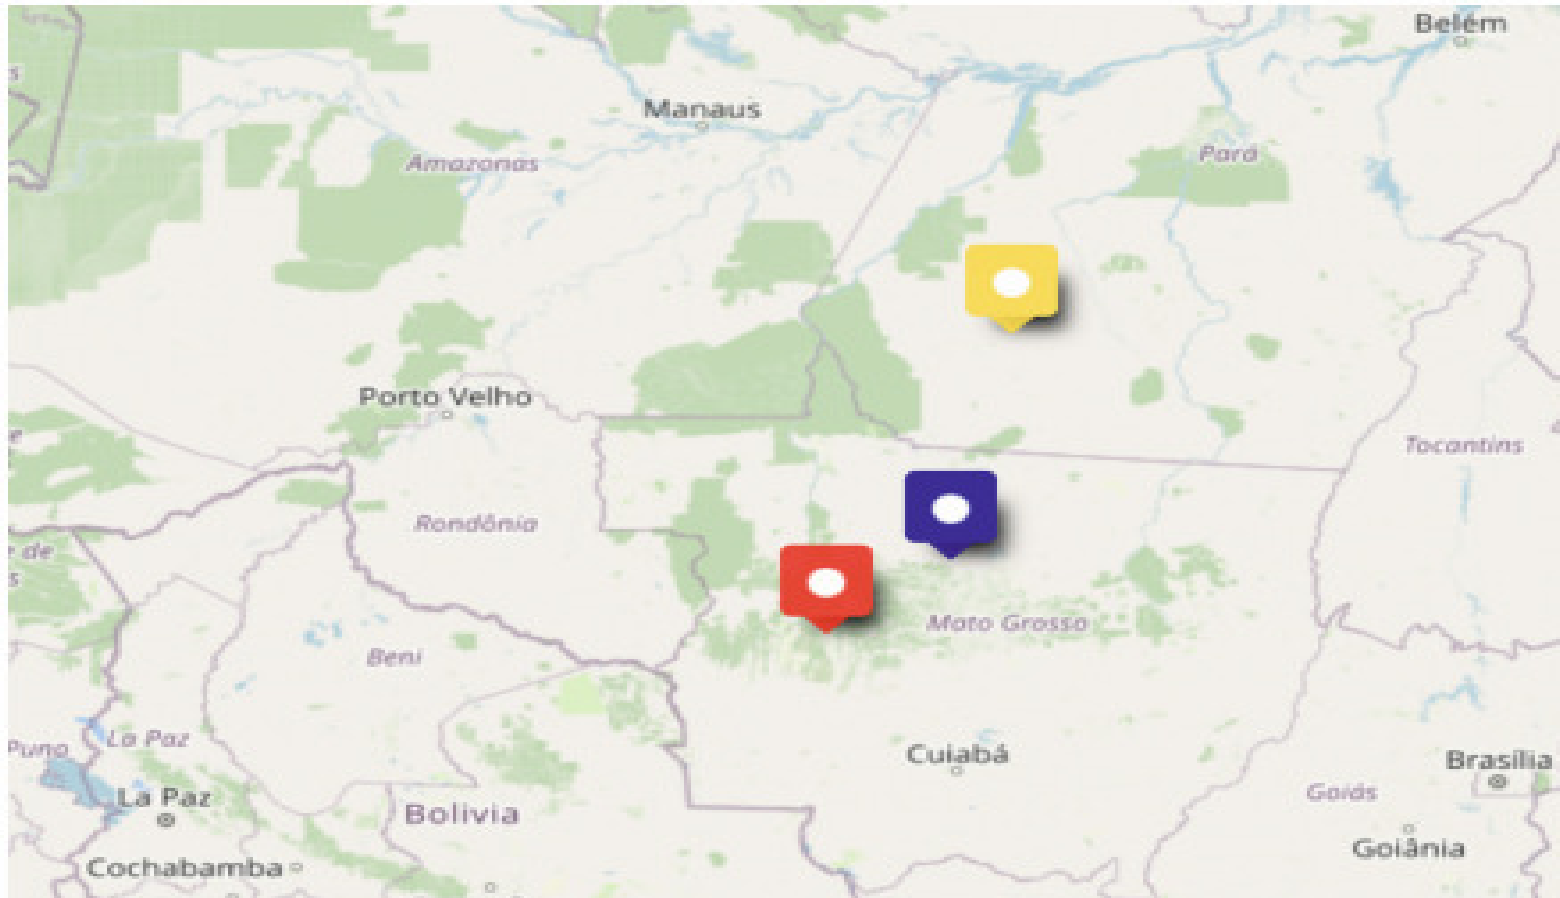 Belém
Manaus
Amazonas
Pará
Porto Velho
Tocantins
Rondônia
de
Mato Grosso
Beni
Puno
La Paz
Cuiabá
Brasília
La Paz
Bolivia
Goiás
Goiânia
Cochabamba